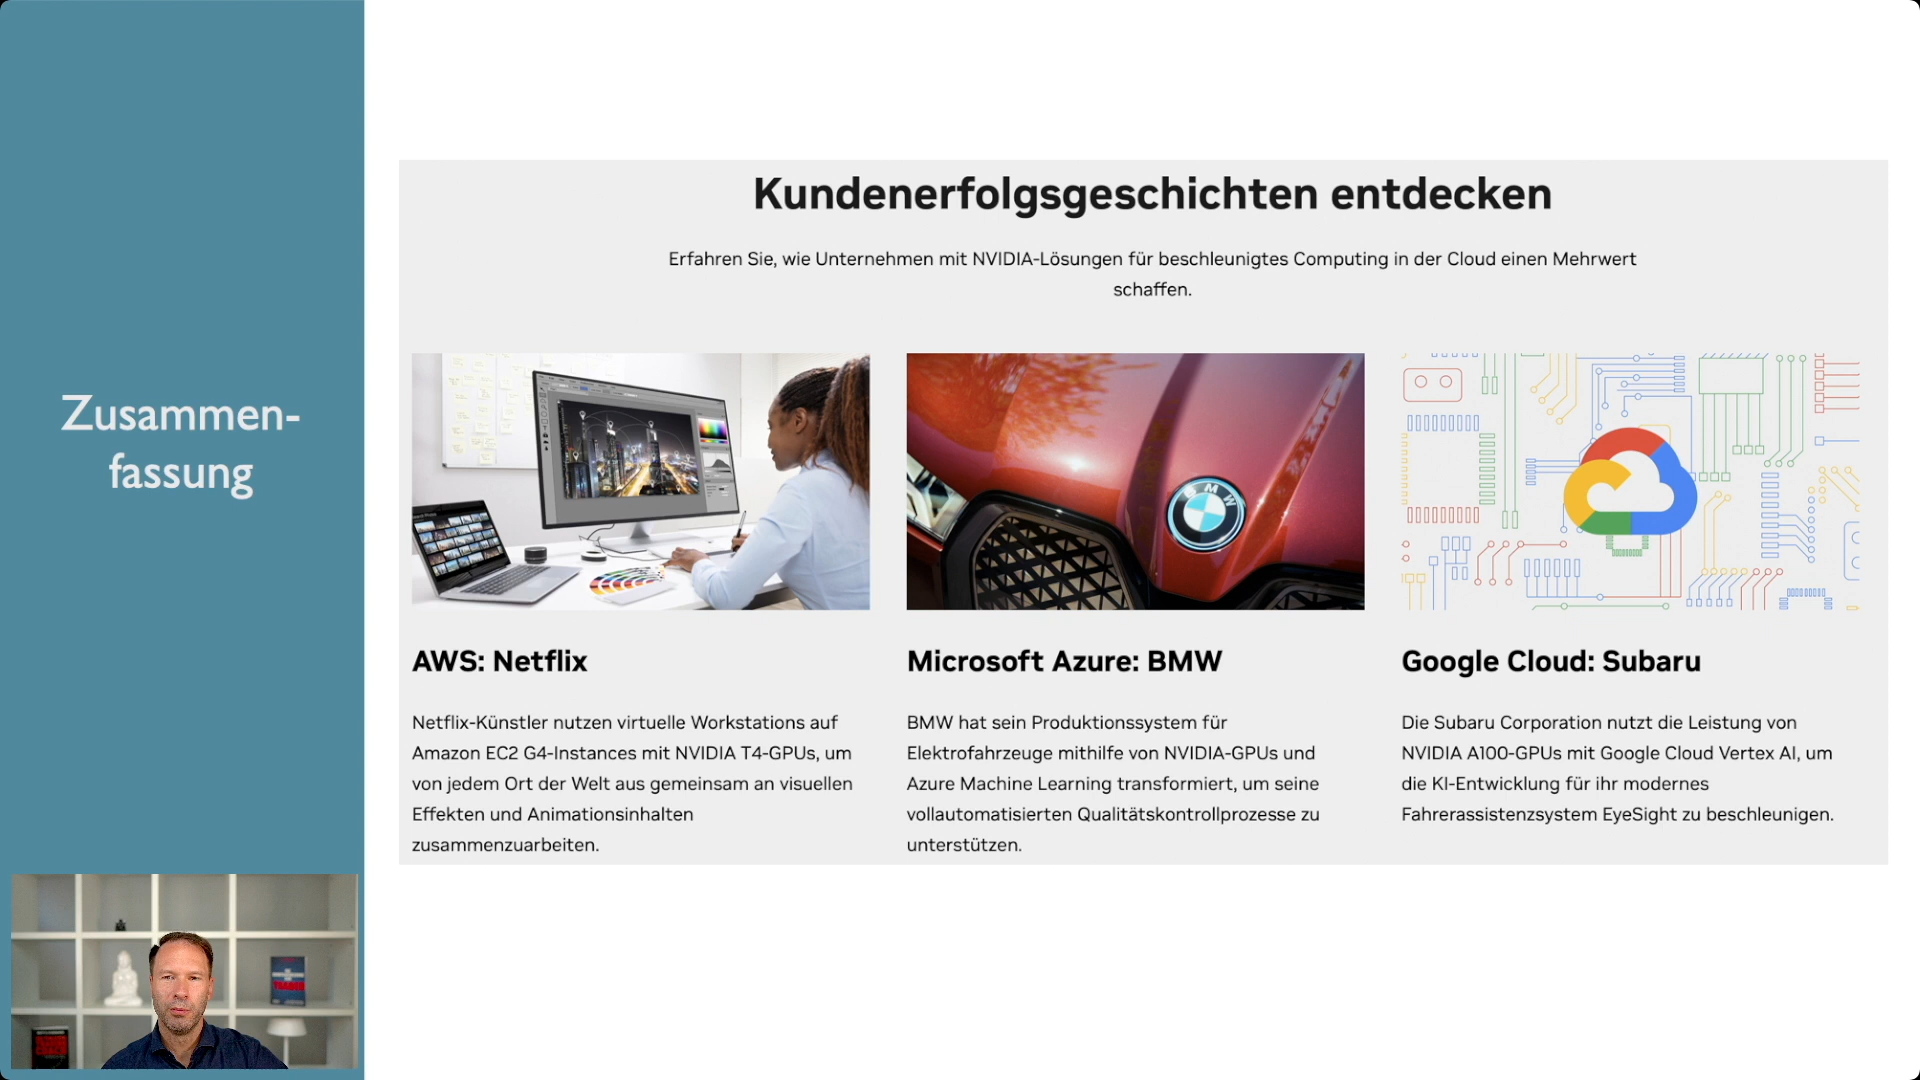 Zusammen-
fassung
Kundenerfolgsgeschichten entdecken
Erfahren Sie, wie Unternehmen mit NVIDIA-Lösungen für beschleunigtes Computing in der Cloud einen Mehrwert
schaffen.
BMW
AWS: Netflix
Netflix-Künstler nutzen virtuelle Workstations auf
Amazon EC2 G4-Instances mit NVIDIA T4-GPUs, um
von jedem Ort der Welt aus gemeinsam an visuellen
Effekten und Animationsinhalten
zusammenzuarbeiten.
Microsoft Azure: BMW
BMW hat sein Produktionssystem für
Elektrofahrzeuge mithilfe von NVIDIA-GPUs und
Azure Machine Learning transformiert, um seine
vollautomatisierten Qualitätskontrollprozesse zu
unterstützen.
Google Cloud: Subaru
Die Subaru Corporation nutzt die Leistung von
NVIDIA A100-GPUs mit Google Cloud Vertex AI, um
die KI-Entwicklung für ihr modernes
Fahrerassistenzsystem EyeSight zu beschleunigen.